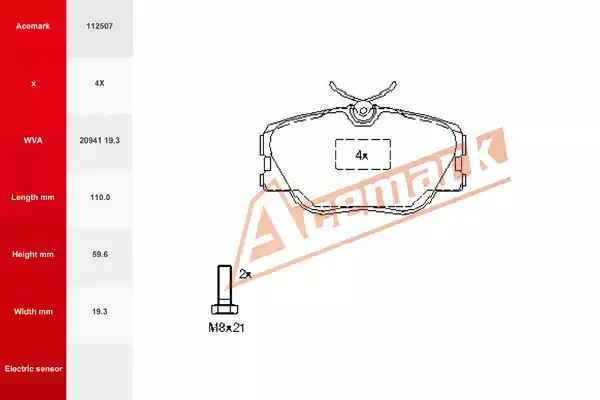 Acemark 112507
x 4X
WVA 20941 19,3
Length mm 110.0
Height mm 59.6
Width mm 19.3
Electric sensor
4x
Acemark
2x
M8x21